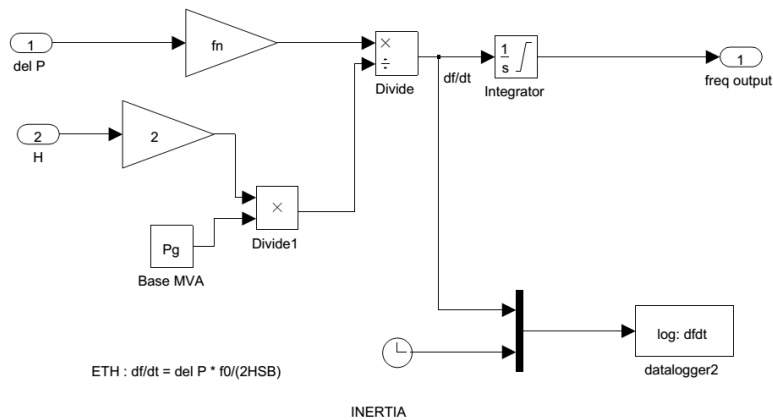 1
del P
fn
×
÷
Divide
df/dt
1
s
Integrator
1
freq output
2
H
2
×
Divide1
Pg
Base MVA
log: dfdt
datalogger2
ETH : df/dt = del P * f0/(2HSB)
INERTIA